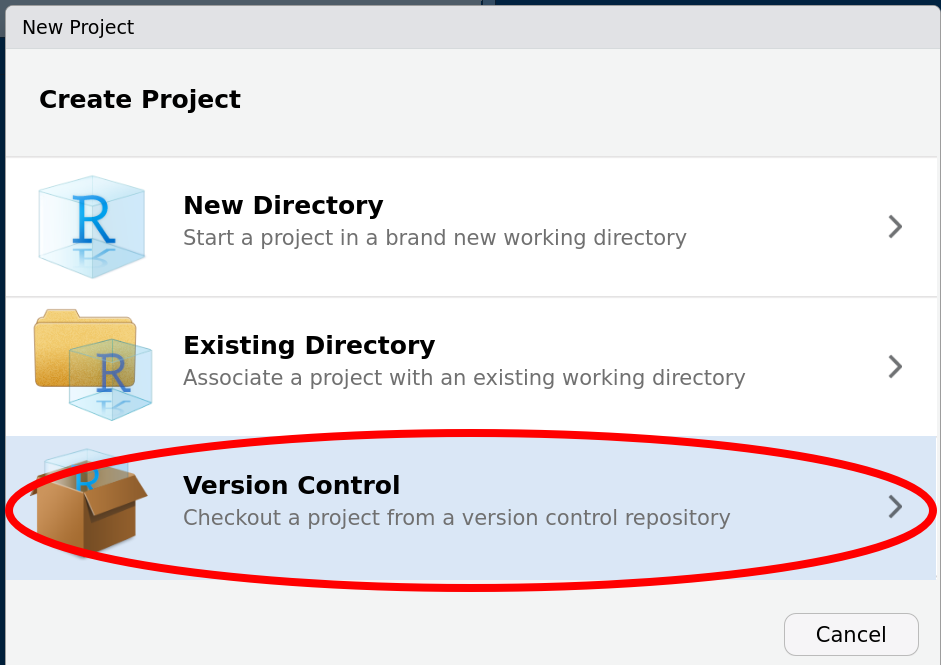 New Project
Create Project
R
New Directory
Start a project in a brand new working directory
R
Existing Directory
Associate a project with an existing working directory
R
Version Control
Checkout a project from a version control repository
Cancel